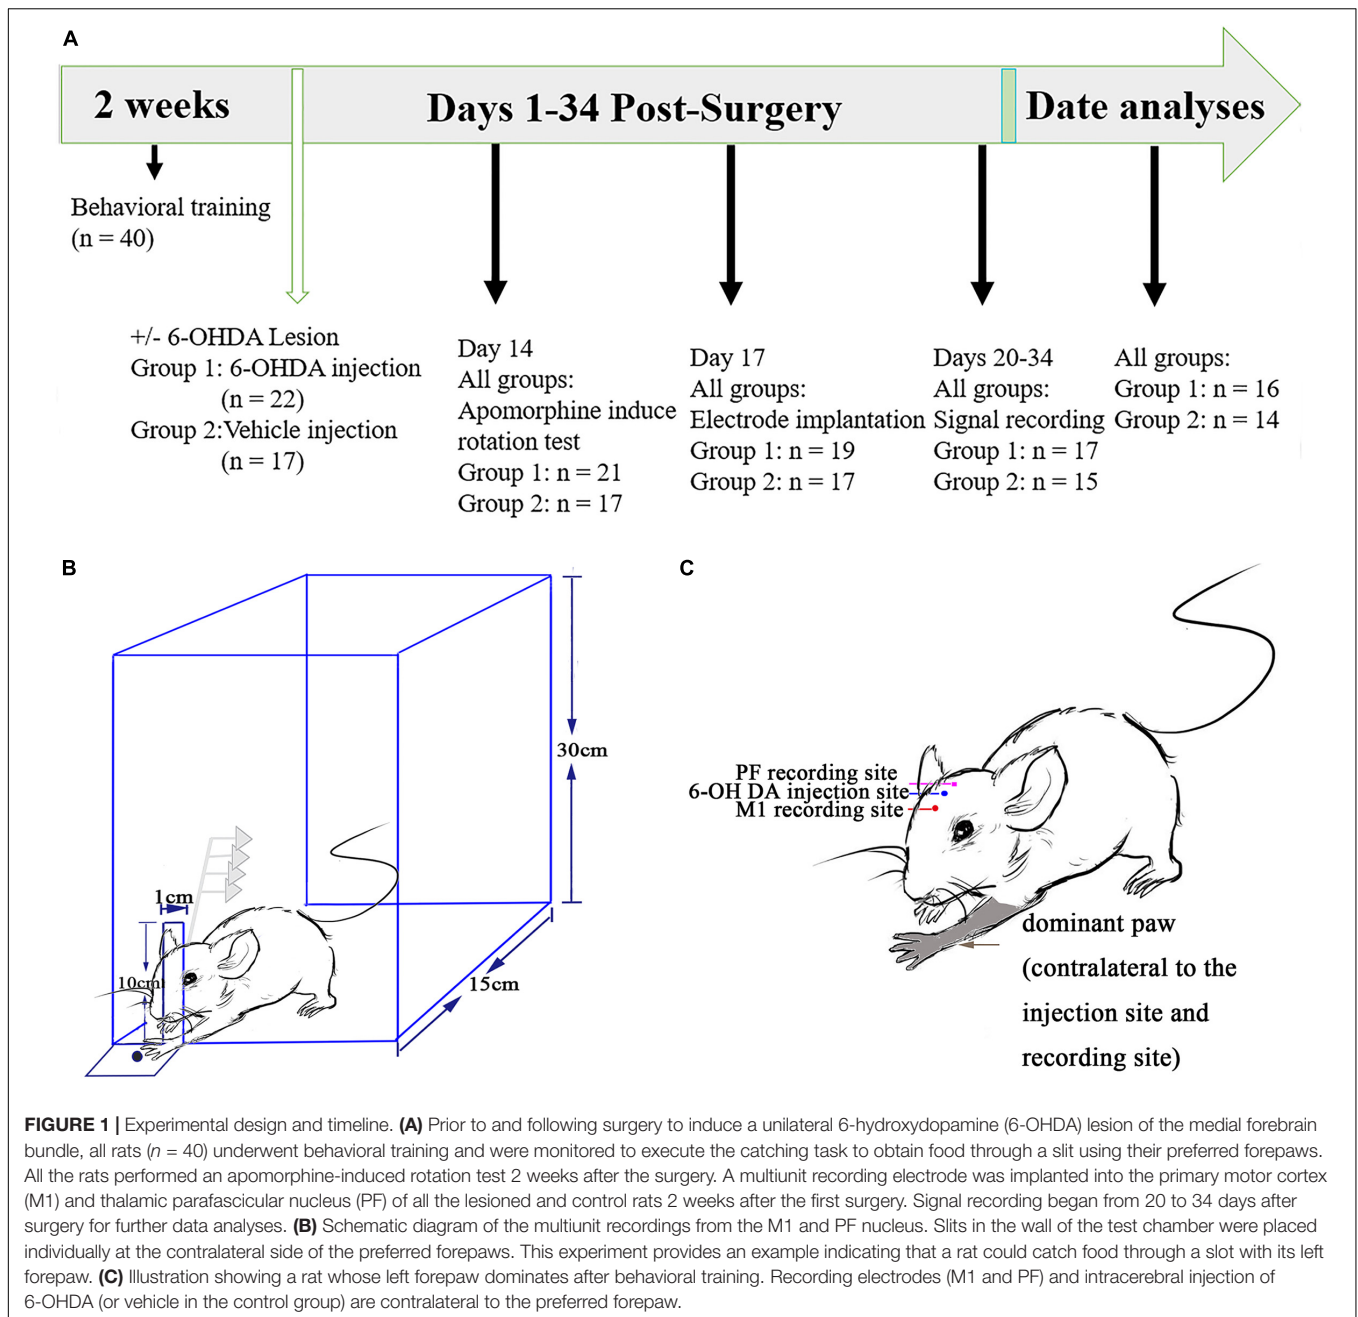 A
2 weeks
Days 1-34 Post-Surgery
Date analyses
Behavioral training
(n = 40)
+/- 6-OHDA Lesion
Group 1: 6-OHDA injection
(n = 22)
Group 2:Vehicle injection
(n = 17)
Day 14
All groups:
Apomorphine induce
rotation test
Group 1: n = 21
Group 2: n = 17
Day 17
All groups:
Electrode implantation
Group 1: n = 19
Group 2: n = 17
Days 20-34
All groups:
Signal recording
Group 1: n = 17
Group 2: n = 15
All groups:
Group 1: n = 16
Group 2: n = 14
B
30cm
1cm
10cm
15cm
C
PF recording site
6-OH DA injection site
M1 recording site
dominant paw
(contralateral to the
injection site and
recording site)
FIGURE 1 | Experimental design and timeline. (A) Prior to and following surgery to induce a unilateral 6-hydroxydopamine (6-OHDA) lesion of the medial forebrain
bundle, all rats (n = 40) underwent behavioral training and were monitored to execute the catching task to obtain food through a slit using their preferred forepaws.
All the rats performed an apomorphine-induced rotation test 2 weeks after the surgery. A multiunit recording electrode was implanted into the primary motor cortex
(M1) and thalamic parafascicular nucleus (PF) of all the lesioned and control rats 2 weeks after the first surgery. Signal recording began from 20 to 34 days after
surgery for further data analyses. (B) Schematic diagram of the multiunit recordings from the M1 and PF nucleus. Slits in the wall of the test chamber were placed
individually at the contralateral side of the preferred forepaws. This experiment provides an example indicating that a rat could catch food through a slot with its left
forepaw. (C) Illustration showing a rat whose left forepaw dominates after behavioral training. Recording electrodes (M1 and PF) and intracerebral injection of
6-OHDA (or vehicle in the control group) are contralateral to the preferred forepaw.